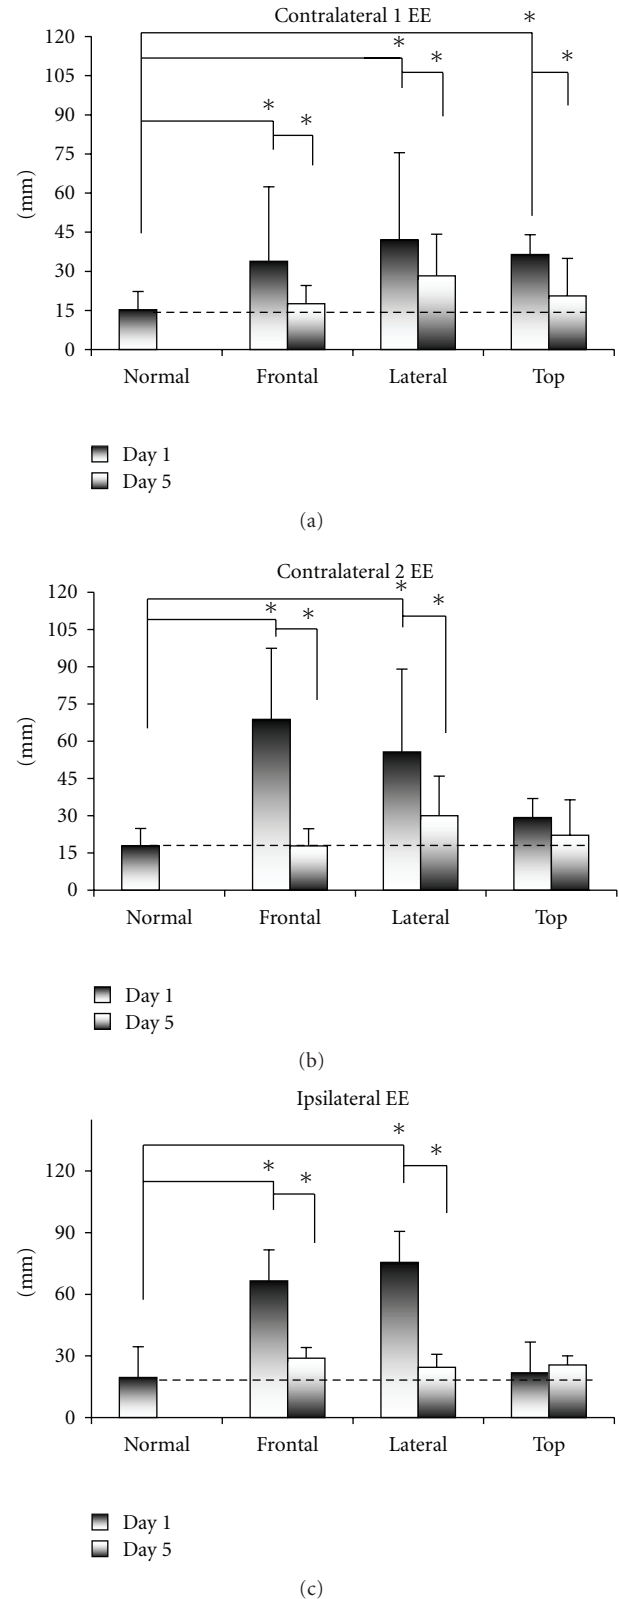 Contralateral 1 EE
120
105
90
75
60
45
30
15
0
(mm)
* * * * * *
Normal Frontal Lateral Top
Day 1
Day 5
(a)
Contralateral 2 EE
120
105
90
75
60
45
30
15
0
(mm)
* * * *
Normal Frontal Lateral Top
Day 1
Day 5
(b)
Ipsilateral EE
120
90
60
30
0
(mm)
* * * *
Normal Frontal Lateral Top
Day 1
Day 5
(c)